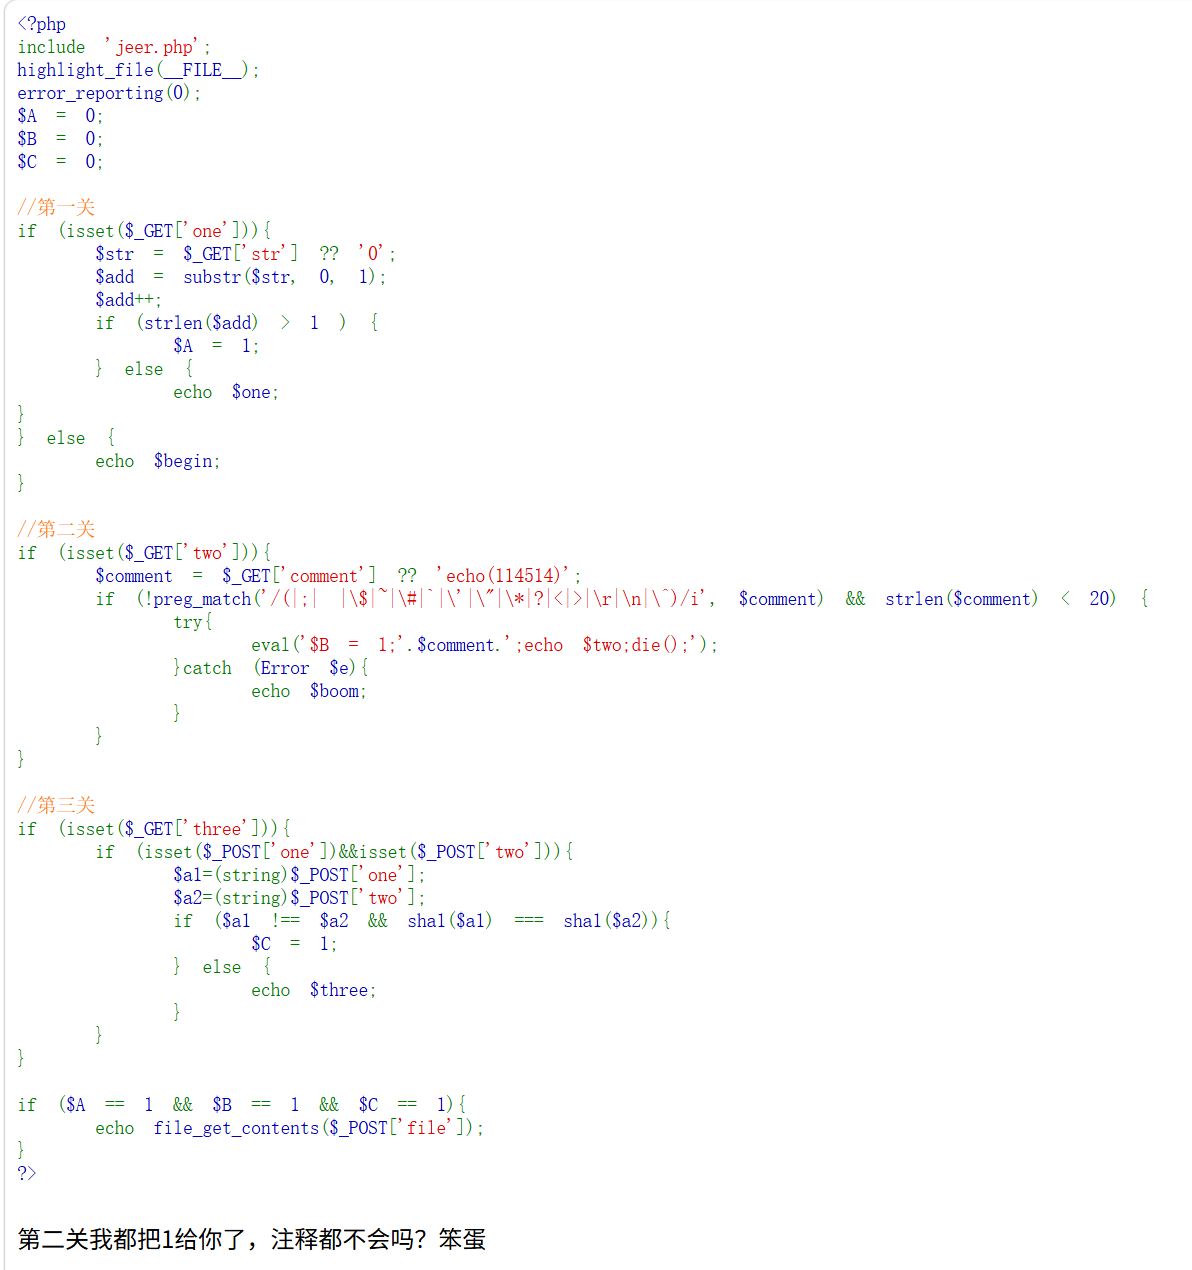 <?php
include 'jeer.php';
highlight_file(__FILE__);
error_reporting(0);
$A = 0;
$B = 0;
$C = 0;

//第一关
if (isset($_GET['one'])){
        $str = $_GET['str'] ?? '0';
        $add = substr($str, 0, 1);
        $add++;
        if (strlen($add) > 1 ) {
                $A = 1;
        } else {
                echo $one;
}
} else {
        echo $begin;
}

//第二关
if (isset($_GET['two'])){
        $comment = $_GET['comment'] ?? 'echo(114514)';
        if (!preg_match('/(|;| |\$|~|\#|`|\'|\"|\*|?|<|>|\r|\n|\^)/i', $comment) && strlen($comment) < 20) {
                try{
                        eval('$B = 1;'.$comment.';echo $two;die();');
                }catch (Error $e){
                        echo $boom;
                }
        }
}

//第三关
if (isset($_GET['three'])){
        if (isset($_POST['one'])&&isset($_POST['two'])){
                $a1=(string)$_POST['one'];
                $a2=(string)$_POST['two'];
                if ($a1 !== $a2 && sha1($a1) === sha1($a2)){
                        $C = 1;
                } else {
                        echo $three;
                }
        }
}

if ($A == 1 && $B == 1 && $C == 1){
        echo file_get_contents($_POST['file']);
}
?>

第二关我都把1给你了，注释都不会吗？笨蛋